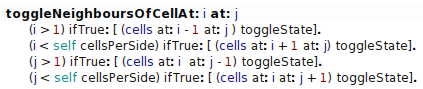 toggleNeighboursOfCellAt: i at: j
(i > 1) ifTrue: [ (cells at: i - 1 at: j ) toggleState].
(i < self cellsPerSide) ifTrue: [ (cells at: i + 1 at: j) toggleState].
(j > 1) ifTrue: [ (cells at: i at: j - 1) toggleState].
(j < self cellsPerSide) ifTrue: [ (cells at: i at: j + 1) toggleState].